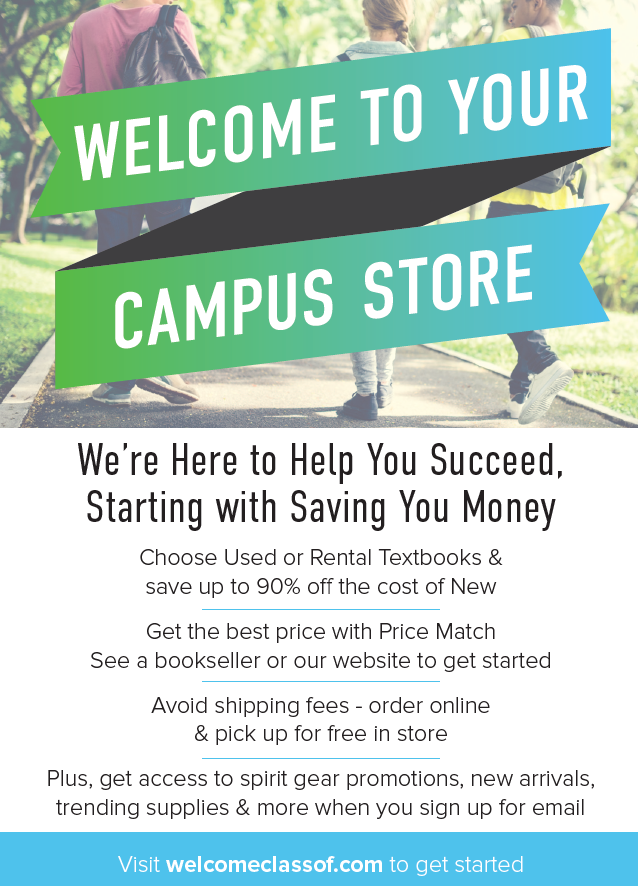 WELCOME TO YOUR
CAMPUS STORE
We’re Here to Help You Succeed,
Starting with Saving You Money
Choose Used or Rental Textbooks &
save up to 90% off the cost of New
Get the best price with Price Match
See a bookseller or our website to get started
Avoid shipping fees - order online
& pick up for free in store
Plus, get access to spirit gear promotions, new arrivals,
trending supplies & more when you sign up for email
Visit welcomeclassof.com to get started